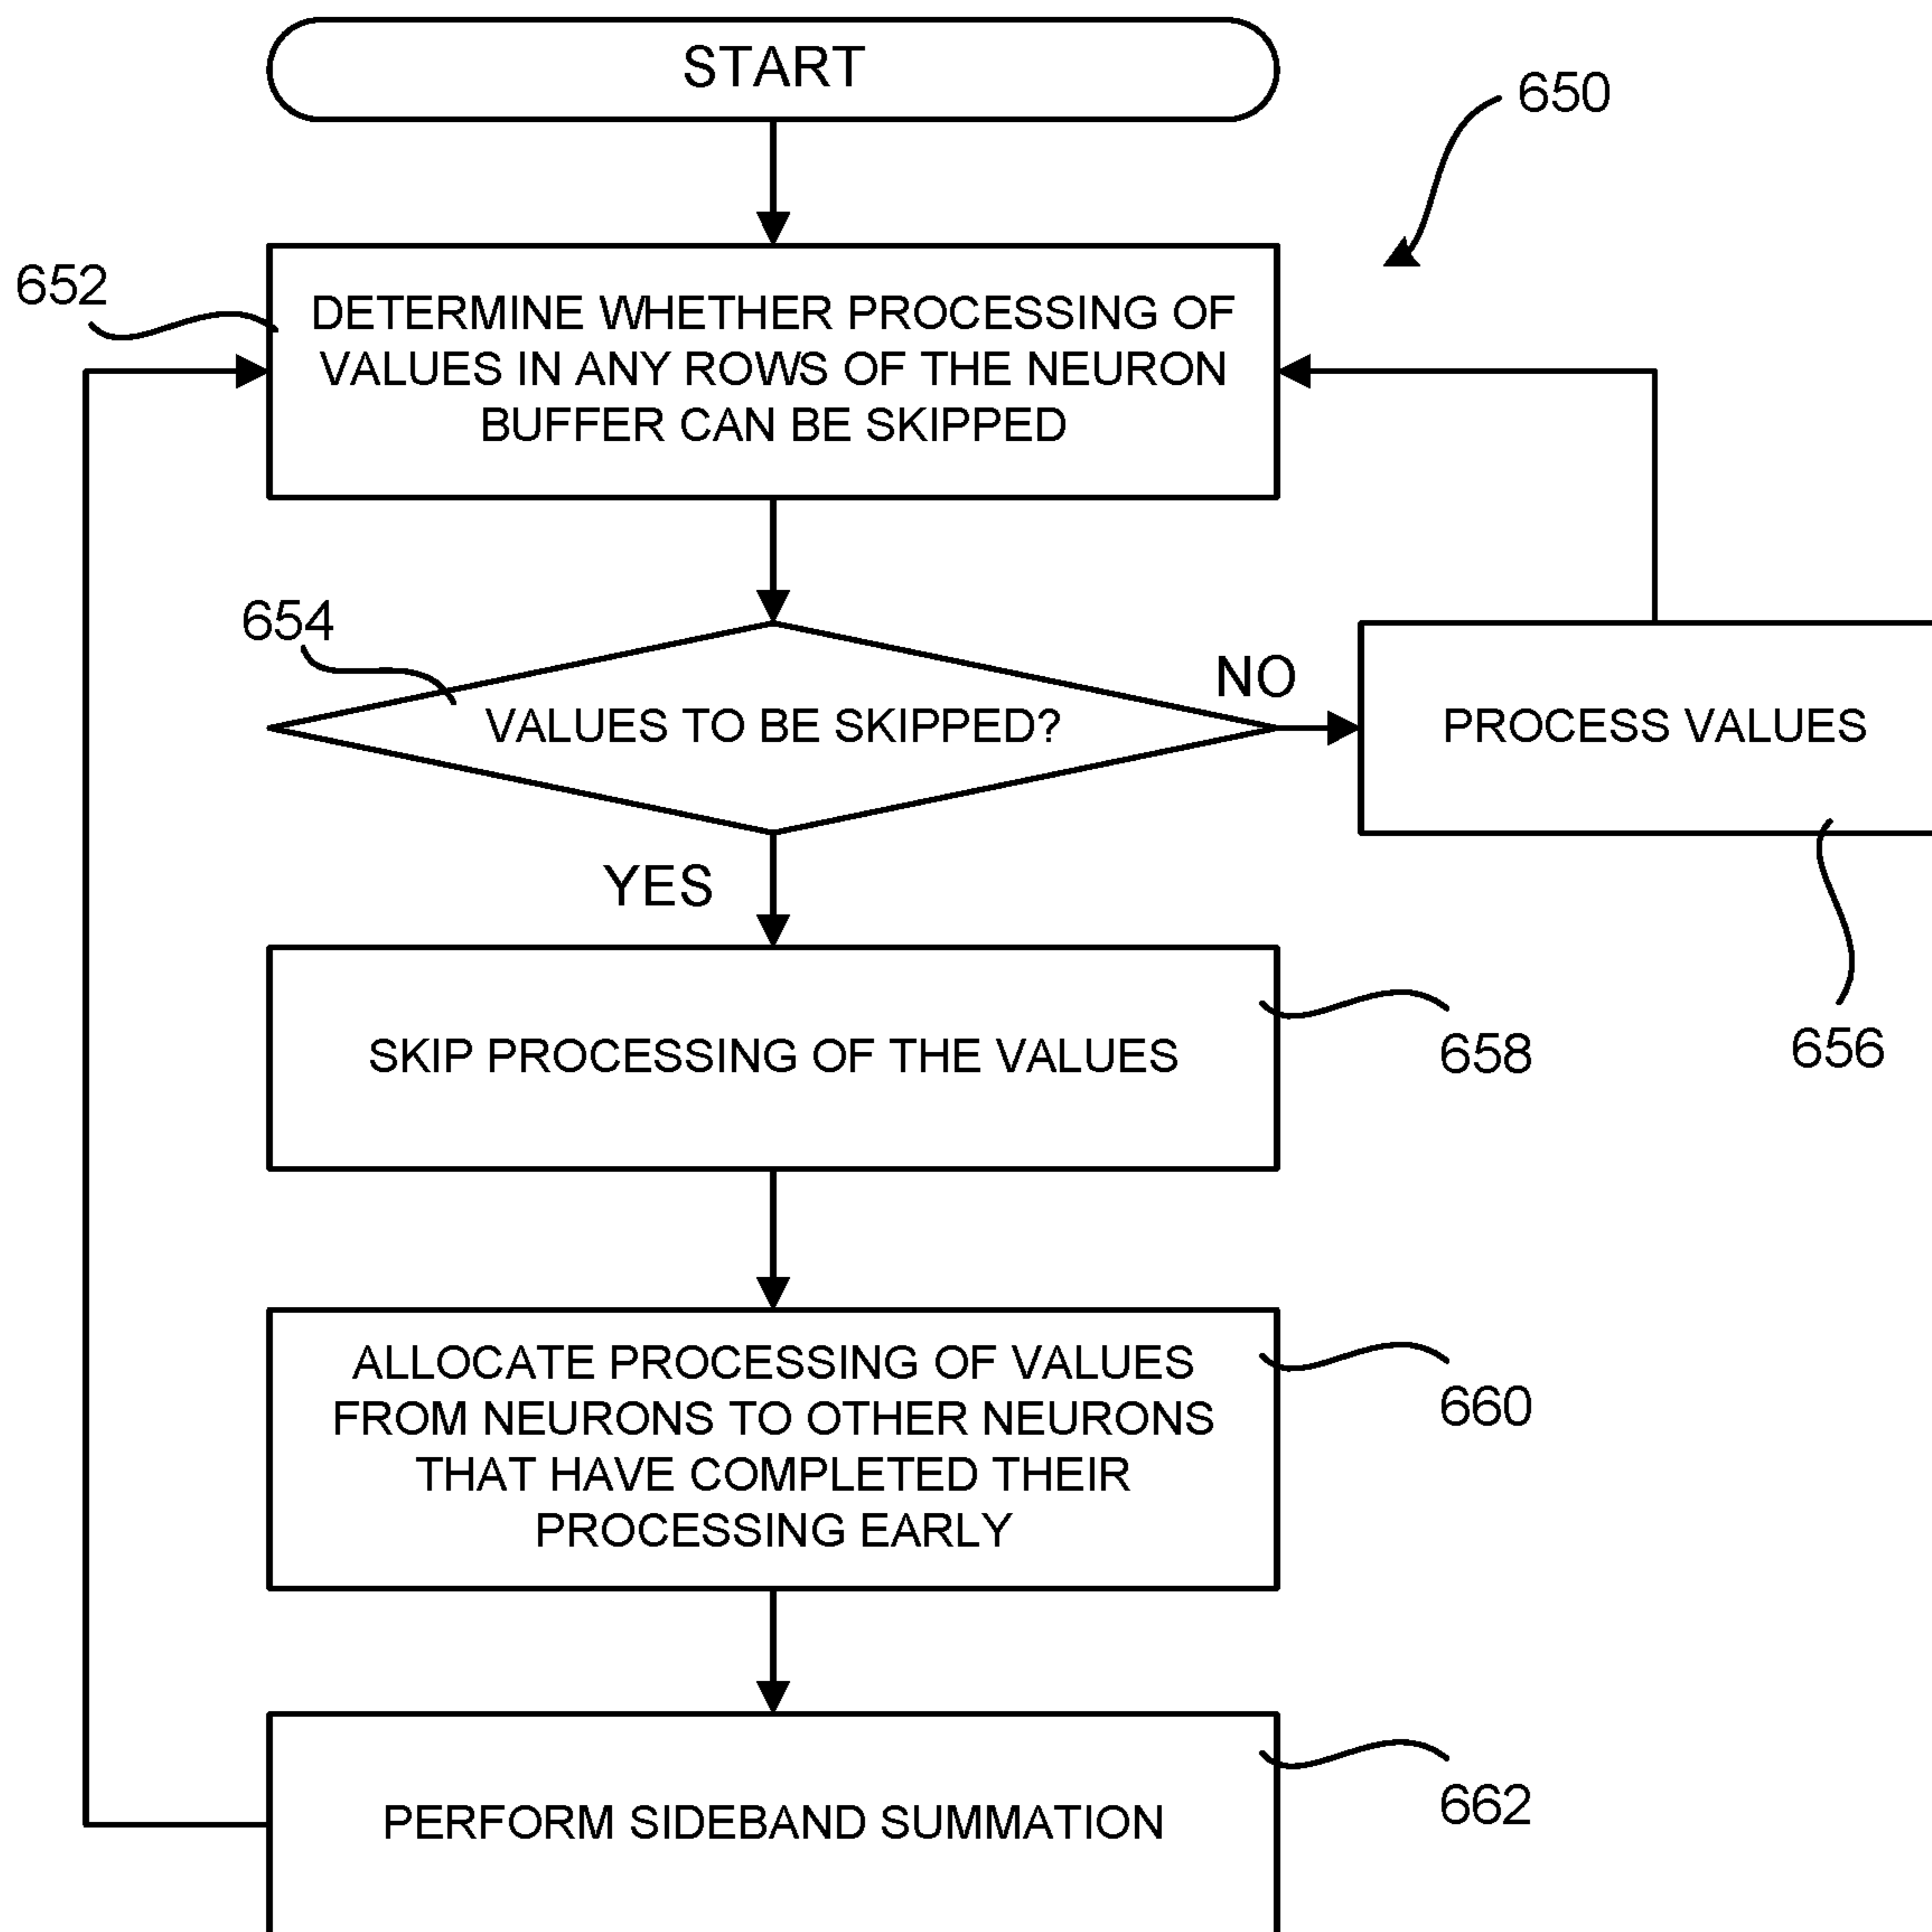 START
650
652
DETERMINE WHETHER PROCESSING OF
VALUES IN ANY ROWS OF THE NEURON
BUFFER CAN BE SKIPPED
654
NO
VALUES TO BE SKIPPED?
PROCESS VALUES
YES
656
SKIP PROCESSING OF THE VALUES
658
ALLOCATE PROCESSING OF VALUES
FROM NEURONS TO OTHER NEURONS
THAT HAVE COMPLETED THEIR
PROCESSING EARLY
660
PERFORM SIDEBAND SUMMATION
662